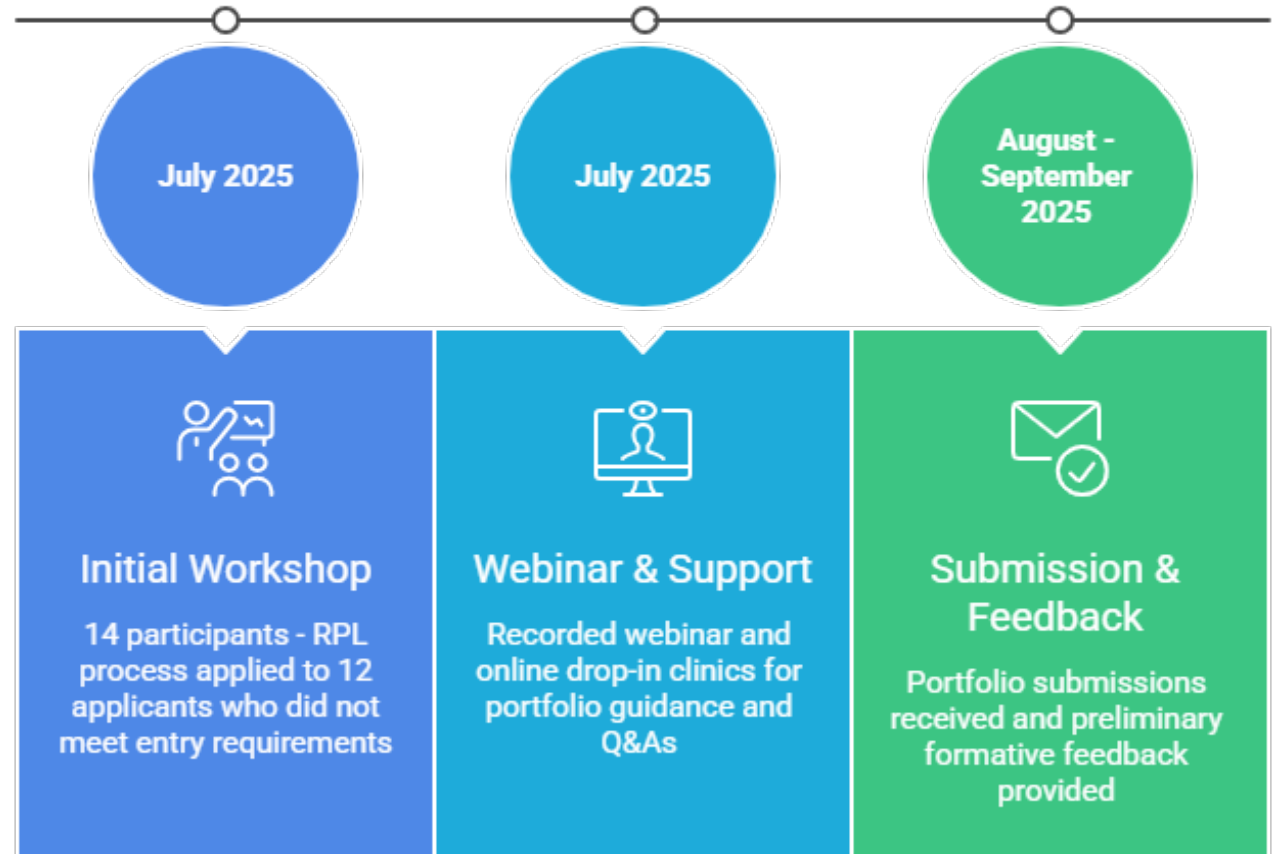 July 2025
July 2025
August -
September
2025
Initial Workshop
14 participants - RPL
process applied to 12
applicants who did not
meet entry requirements
Webinar & Support
Recorded webinar and
online drop-in clinics for
portfolio guidance and
Q&As
Submission &
Feedback
Portfolio submissions
received and preliminary
formative feedback
provided